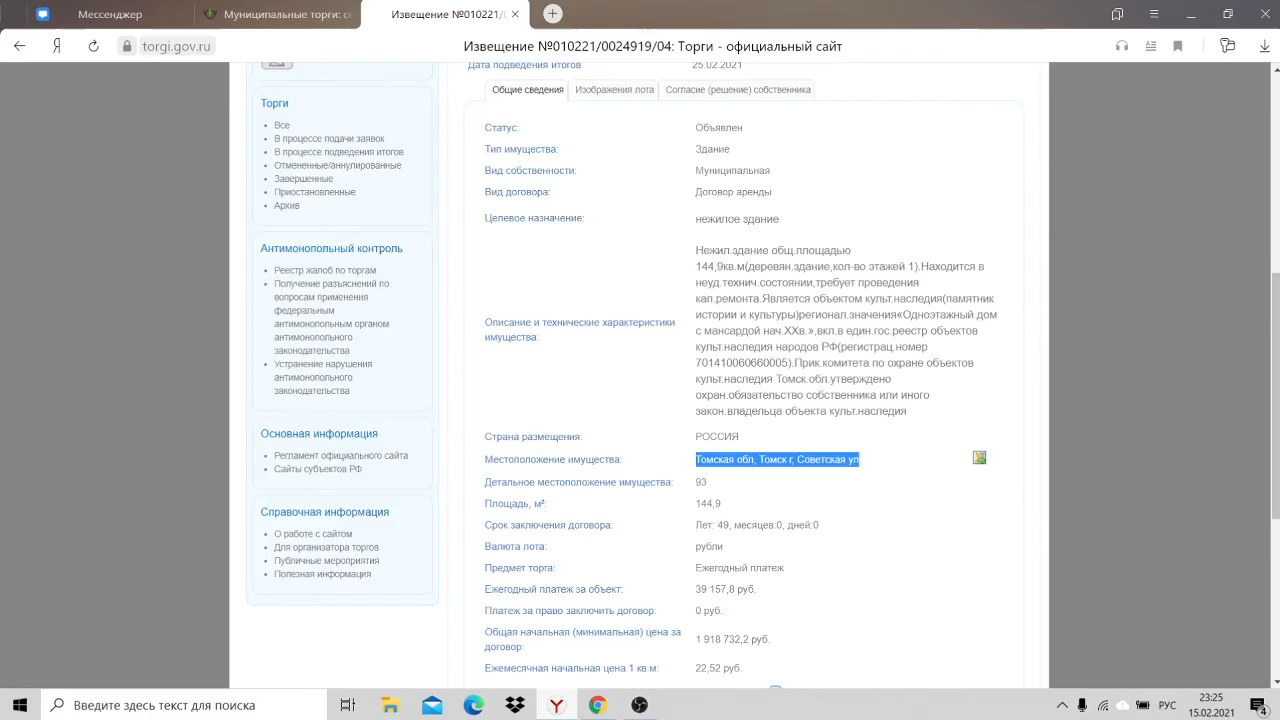 Мессенджер
Муниципальные торги: с
Извещение №010221/0
torgi.gov.ru
Извещение №010221/0024919/04: Торги - официальный сайт
Дата подведения итогов
25.02.2021
Общие сведения
Изображения лота
Согласие (решение) собственника
Торги
Все
В процессе подачи заявок
В процессе подведения итогов
Отмененные/аннулированные
Завершенные
Приостановленные
Архив
Антимонопольный контроль
Реестр жалоб по торгам
Получение разъяснений по
вопросам применения
федеральным
антимонопольным органом
антимонопольного
законодательства
Устранение нарушения
антимонопольного
законодательства
Основная информация
Регламент официального сайта
Сайты субъектов РФ
Справочная информация
О работе с сайтом
Для организатора торгов
Публичные мероприятия
Полезная информация
Статус:
Объявлен
Тип имущества:
Здание
Вид собственности:
Муниципальная
Вид договора:
Договор аренды
Целевое назначение:
нежилое здание
Описание и технические характеристики
имущества:
Нежил.здание общ.площадью
144,9кв.м(деревян.здание,кол-во этажей 1).Находится в
неуд.технич.состоянии,требует проведения
кап.ремонта.Является объектом культ.наследия(памятник
истории и культуры)регионал.значения«Одноэтажный дом
с мансардой нач.XXв.»,вкл.в един.гос.реестр объектов
культ.наследия народов РФ(регистрац.номер
701410060660005).Прик.комитета по охране объектов
культ.наследия Томск.обл.утверждено
охран.обязательство собственника или иного
закон.владельца объекта культ.наследия
Страна размещения:
РОССИЯ
Местоположение имущества:
Томская обл, Томск г, Советская ул
Детальное местоположение имущества:
93
Площадь, м²:
144,9
Срок заключения договора:
Лет: 49, месяцев:0, дней:0
Валюта лота:
рубли
Предмет торга:
Ежегодный платеж
Ежегодный платеж за объект:
39 157,8 руб.
Платеж за право заключить договор:
0 руб.
Общая начальная (минимальная) цена за
договор:
1 918 732,2 руб.
Ежемесячная начальная цена 1 кв.м:
22,52 руб.
Введите здесь текст для поиска
РУС
23:25
15.02.2021
4